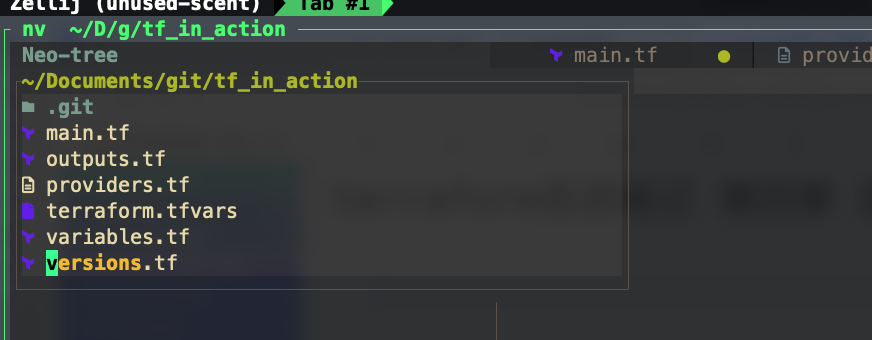 Zellij (unused-scent) Tab #1
nv ~/D/g/tf_in_action
Neo-tree main.tf provid
~/Documents/git/tf_in_action
.git
main.tf
outputs.tf
providers.tf
terraform.tfvars
variables.tf
versions.tf